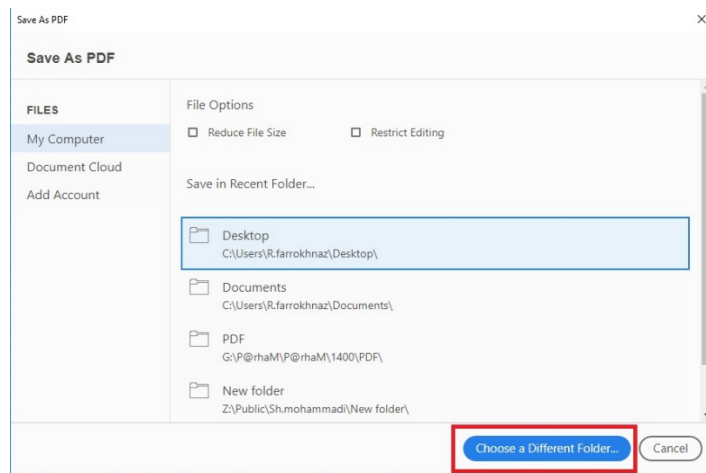 Save As PDF
Save As PDF
FILES
My Computer
Document Cloud
Add Account
File Options
Reduce File Size
Restrict Editing
Save in Recent Folder...
Desktop
C:\Users\R.farrokhnaz\Desktop\
Documents
C:\Users\R.farrokhnaz\Documents\
PDF
G:\P@rhaM\P@rhaM\1400\PDF\
New folder
Z:\Public\Sh.mohammadi\New folder\
Choose a Different Folder...
Cancel